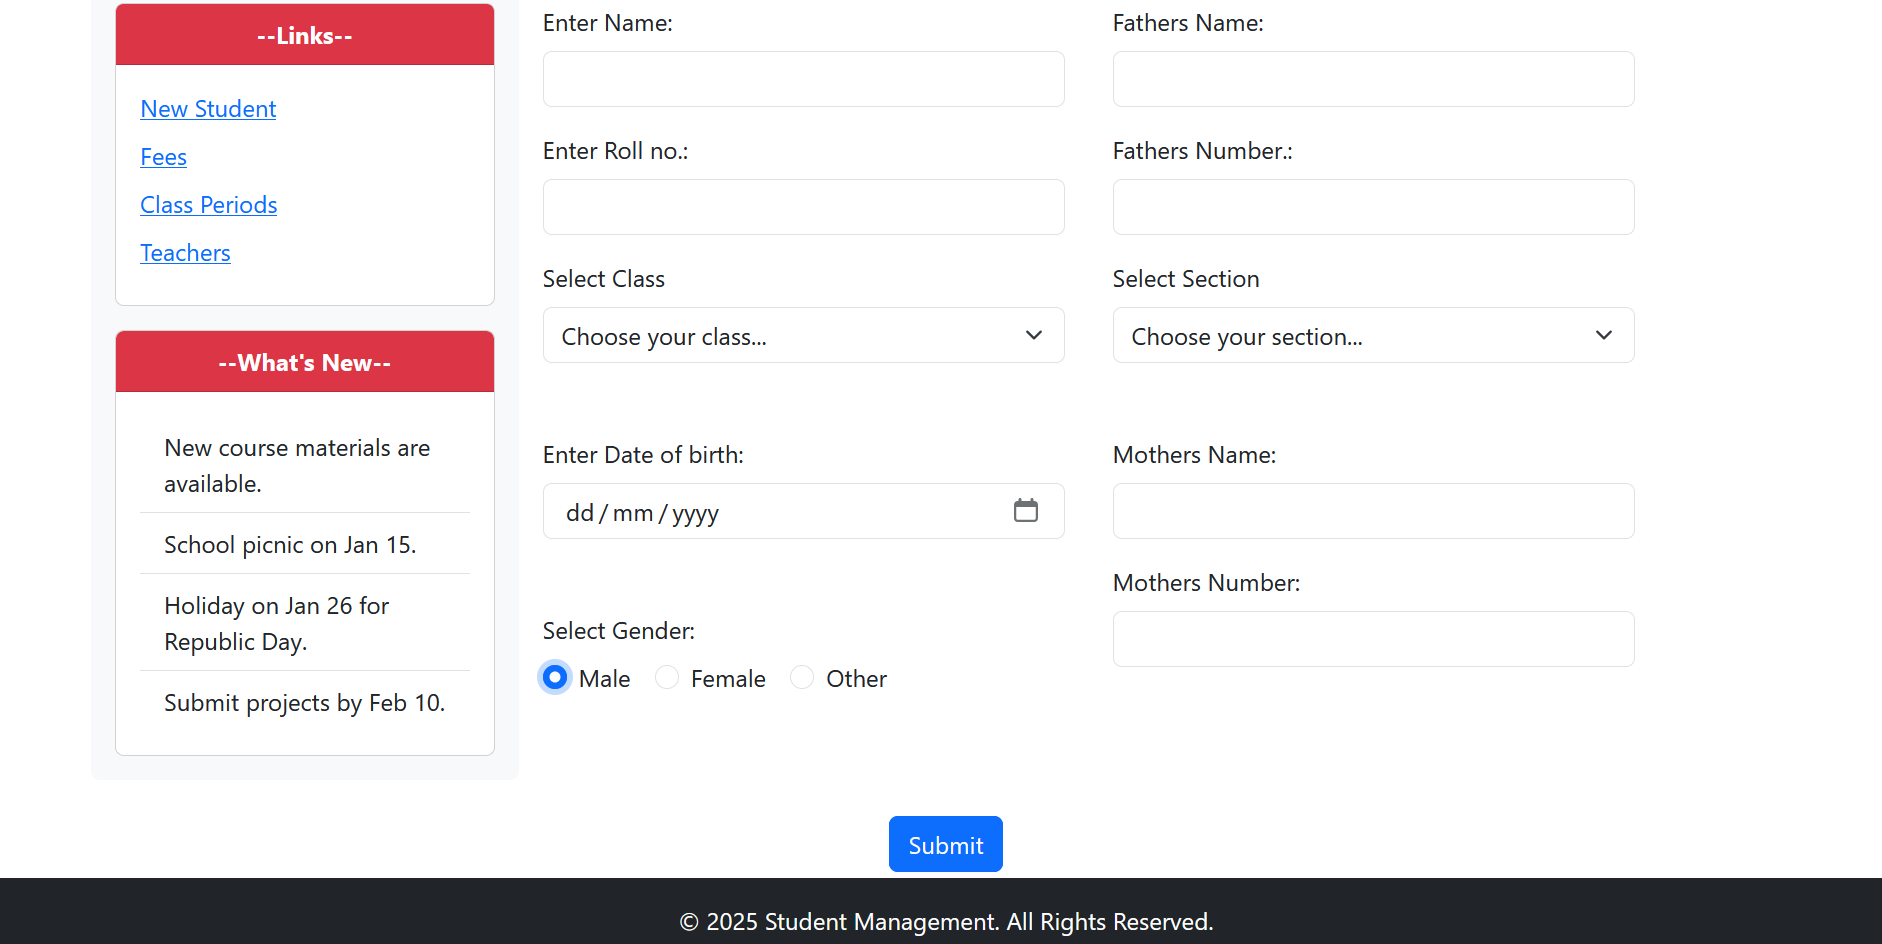 --Links--
New Student
Fees
Class Periods
Teachers
--What's New--
New course materials are
available.
School picnic on Jan 15.
Holiday on Jan 26 for
Republic Day.
Submit projects by Feb 10.
Enter Name:
Fathers Name:
Enter Roll no.:
Fathers Number.:
Select Class
Select Section
Choose your class...
Choose your section...
Enter Date of birth:
Mothers Name:
dd/mm/yyyy
Mothers Number:
Select Gender:
Male Female Other
Submit
© 2025 Student Management. All Rights Reserved.